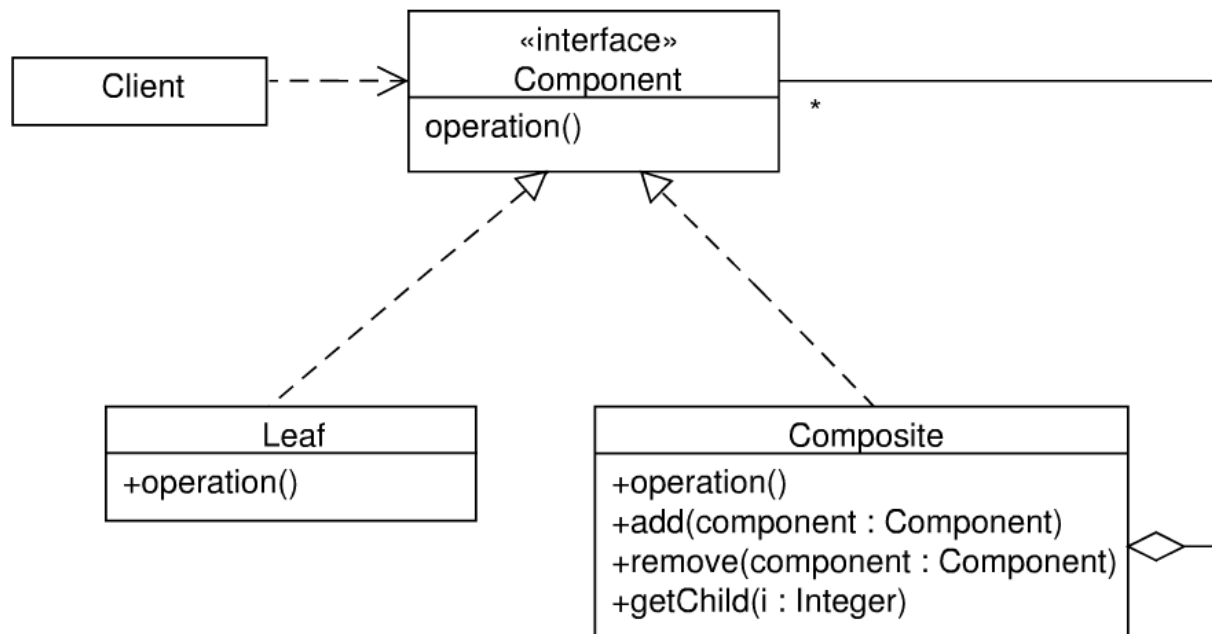 «interface»
Client
Component
*
operation()
Leaf
+operation()
Composite
+operation()
+add(component : Component)
+remove(component : Component)
+getChild(i : Integer)